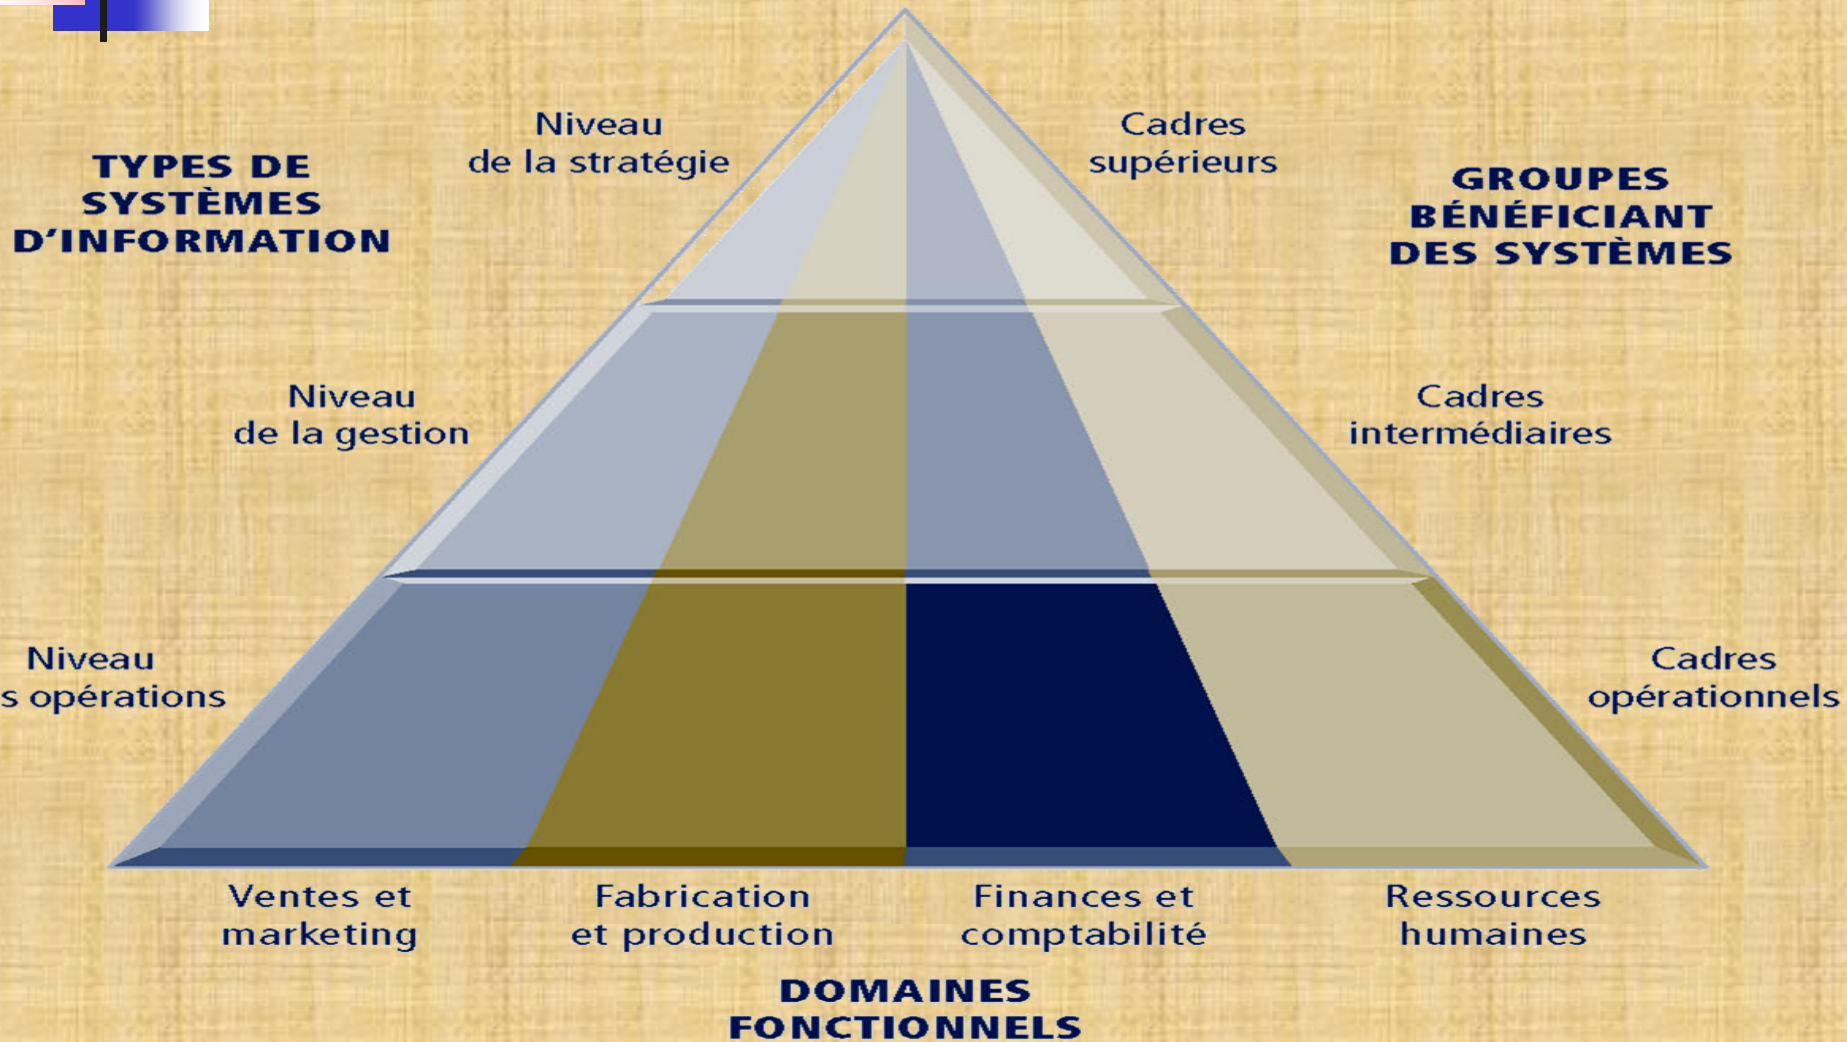 Niveau
de la stratégie
Cadres
supérieurs
TYPES DE
SYSTÈMES
D'INFORMATION
GROUPES
BÉNÉFICIANT
DES SYSTÈMES
Niveau
de la gestion
Cadres
intermédiaires
Niveau
s opérations
Cadres
opérationnels
Ventes et
marketing
Fabrication
et production
Finances et
comptabilité
Ressources
humaines
DOMAINES
FONCTIONNELS